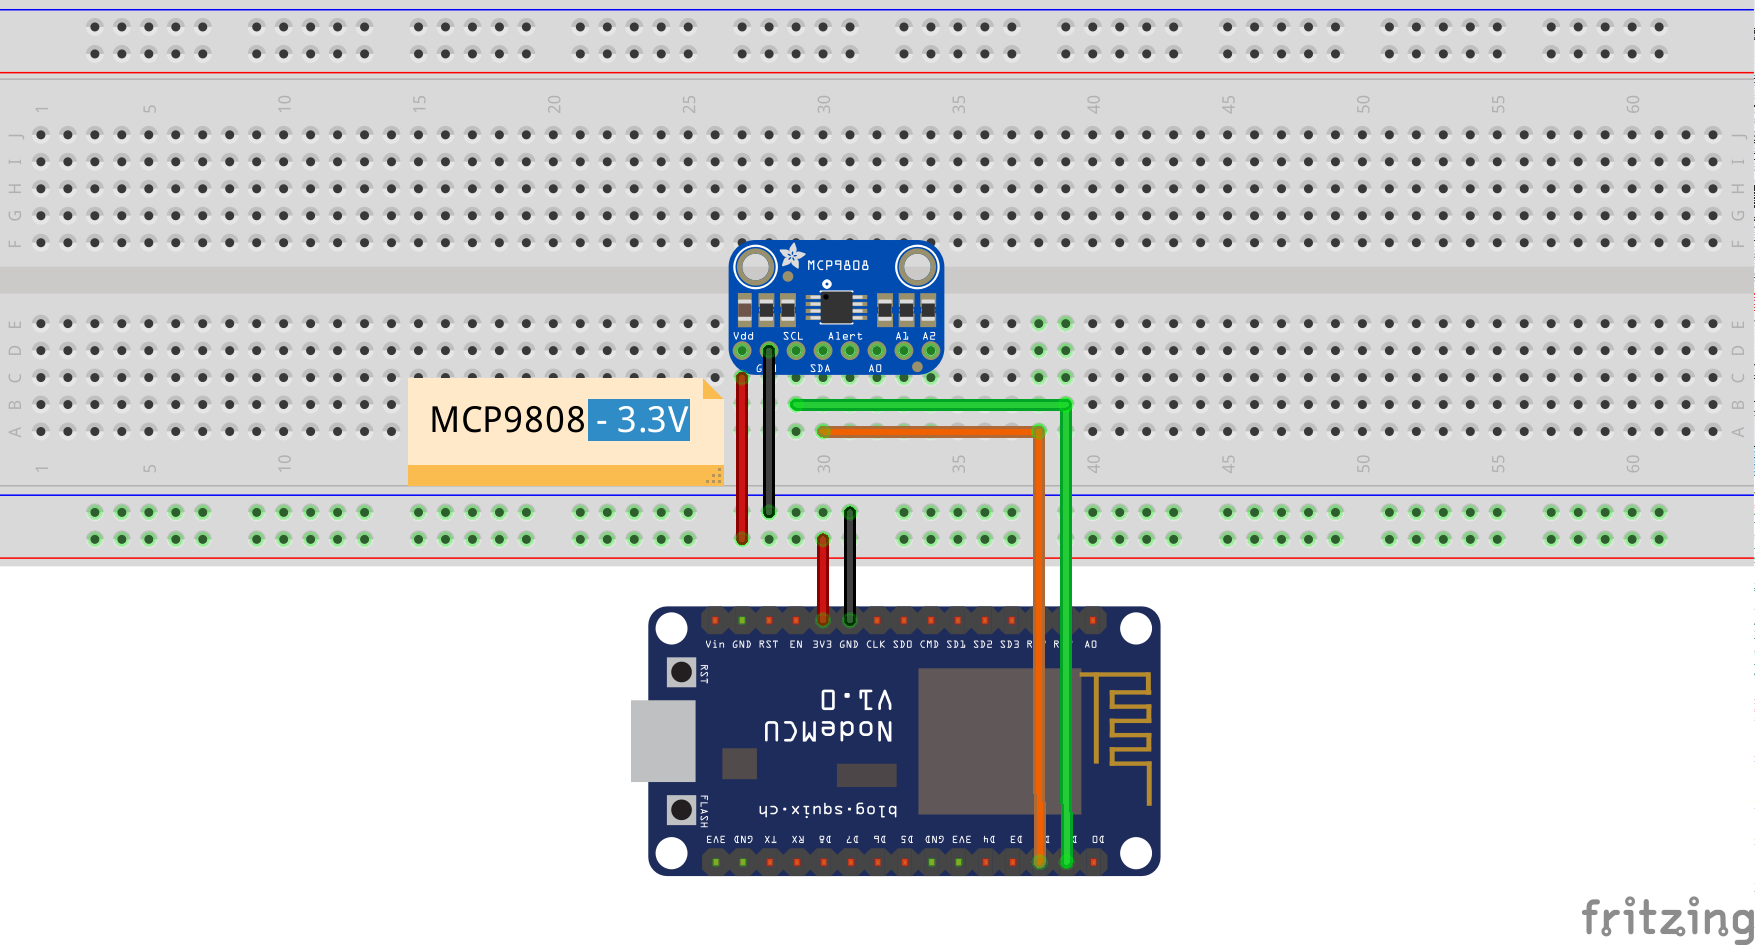 1 5 10 15 20 25 30 35 40 45 50 55 60
J J
I I
H H
G G
F F
MCP9808
E E
Vdd SCL Alert A1 A2
D D
SDA A0
C C
MCP9808 - 3.3V
B B
A A
1 5 10 30 35 40 45 50 55 60
Vin GND RST EN 3V3 GND CLK SD0 CMD SD1 SD2 SD3 A0
RST
V1.0
NodeMCU
blog.squix.ch
FLASH
3V3 GND TX RX D8 D7 D6 D5 GND 3V3 D4 D3 D0
fritzing